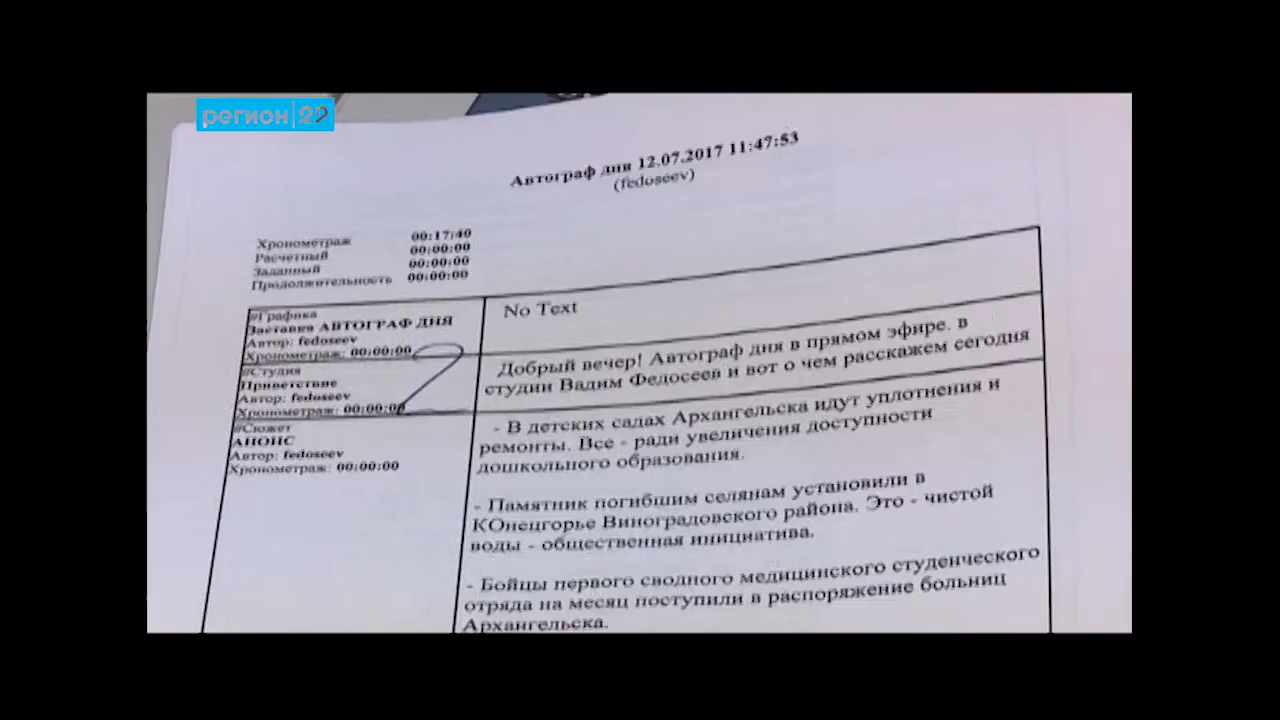 регион 29
Автограф дня 12.07.2017 11:47:53
(fedoseev)
Хронометраж 00:17:40
Расчетный 00:00:00
Заданный 00:00:00
Продолжительность 00:00:00
#Графика
Заставка АВТОГРАФ ДНЯ
Автор: fedoseev
Хронометраж: 00:00:00
No Text
#Студия
Приветствие
Автор: fedoseev
Хронометраж: 00:00:00
Добрый вечер! Автограф дня в прямом эфире. в
студии Вадим Федосеев и вот о чем расскажем сегодня
#Сюжет
АНОНС
Автор: fedoseev
Хронометраж: 00:00:00
- В детских садах Архангельска идут уплотнения и
ремонты. Все - ради увеличения доступности
дошкольного образования.
- Памятник погибшим селянам установили в
КОнецгорье Виноградовского района. Это - чистой
воды - общественная инициатива.
- Бойцы первого сводного медицинского студенческого
отряда на месяц поступили в распоряжение больниц
Архангельска.